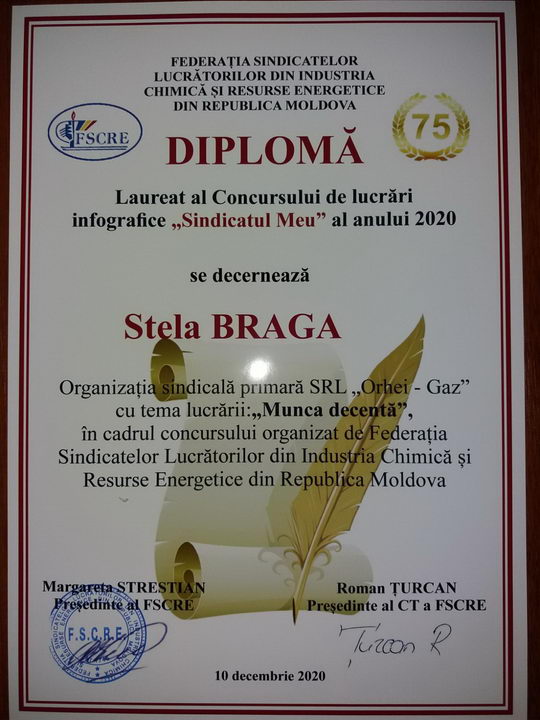 FEDERAȚIA SINDICATELOR
LUCRĂTORILOR DIN INDUSTRIA
CHIMICĂ ȘI RESURSE ENERGETICE
DIN REPUBLICA MOLDOVA
FSCRE
75
DIPLOMĂ
Laureat al Concursului de lucrări
infografice „Sindicatul Meu” al anului 2020
se decernează
Stela BRAGA
Organizația sindicală primară SRL „Orhei - Gaz”
cu tema lucrării:„Munca decentă”,
în cadrul concursului organizat de Federația
Sindicatelor Lucrătorilor din Industria Chimică și
Resurse Energetice din Republica Moldova
Margareta STRESTIAN
Președinte al FSCRE
Roman ȚURCAN
Președinte al CT a FSCRE
F.S.C.R.E.
Țurcan R
10 decembrie 2020